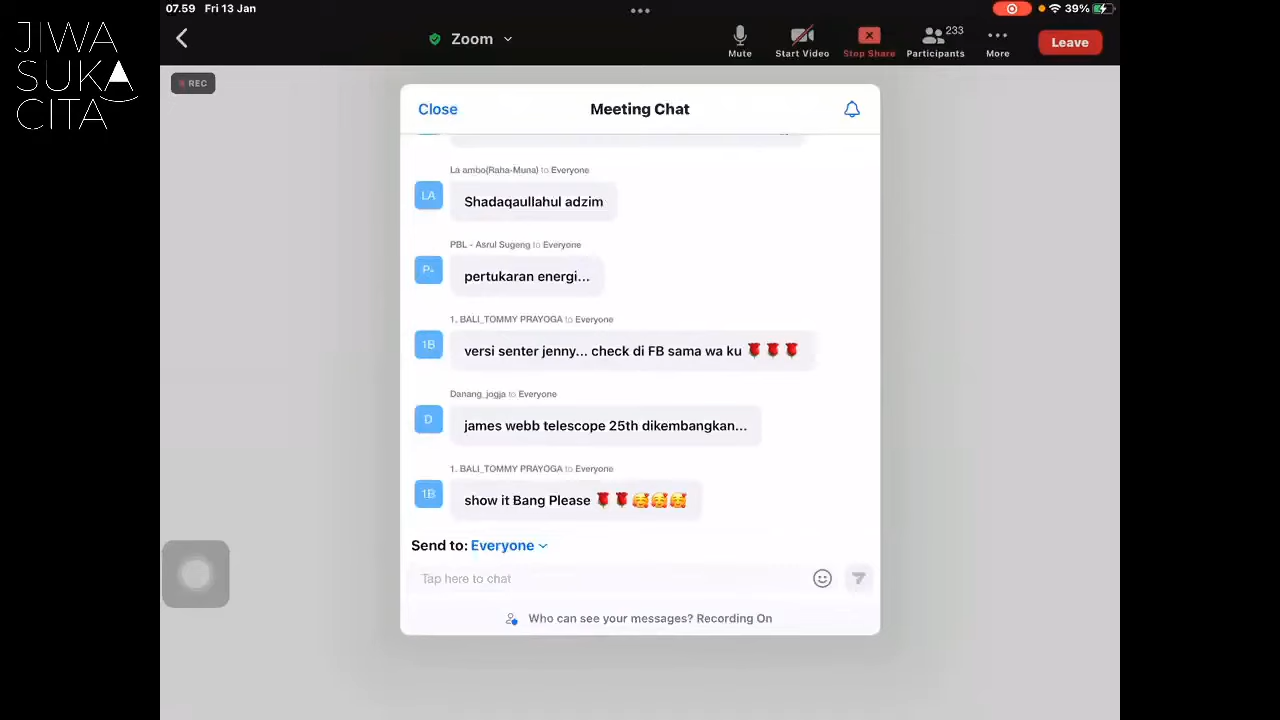 07.59 Fri 13 Jan
39%
JIWA
SUKA
CITA
Zoom
Mute
Start Video
Stop Share
Participants
233
More
Leave
REC
Close
Meeting Chat
La ambo(Raha-Muna) to Everyone
LA
Shadaqaullahul adzim
PBL - Asrul Sugeng to Everyone
P-
pertukaran energi...
1. BALI_TOMMY PRAYOGA to Everyone
1B
versi senter jenny... check di FB sama wa ku 🌹🌹🌹
Danang_jogja to Everyone
D
james webb telescope 25th dikembangkan...
1. BALI_TOMMY PRAYOGA to Everyone
1B
show it Bang Please 🌹🌹🥰🥰🥰
Send to: Everyone
Tap here to chat
Who can see your messages? Recording On